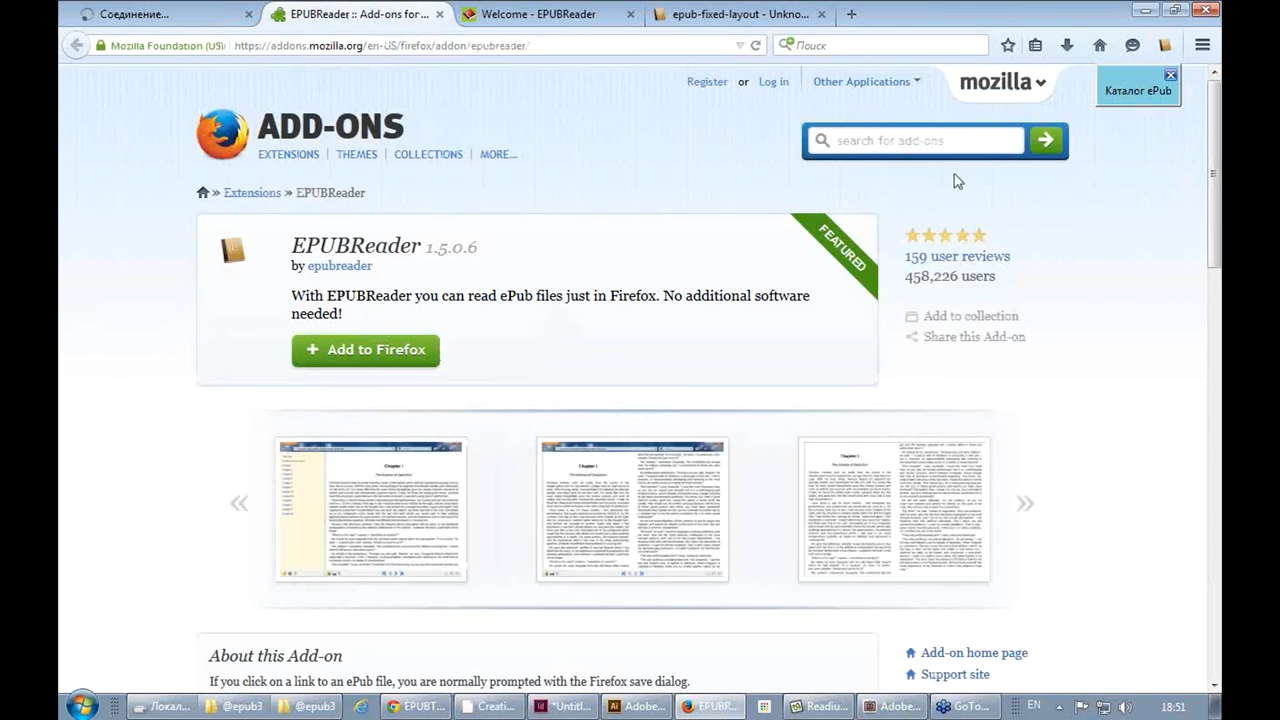 Соединение...
EPUBReader :: Add-ons for ...
Welcome - EPUBReader
epub-fixed-layout - Unkno...
Mozilla Foundation (US)
https://addons.mozilla.org/en-US/firefox/addon/epubreader/
Поиск
Register or Log in
Other Applications
mozilla
Каталог ePub
ADD-ONS
EXTENSIONS | THEMES | COLLECTIONS | MORE...
search for add-ons
» Extensions » EPUBReader
EPUBReader 1.5.0.6
by epubreader
FEATURED
With EPUBReader you can read ePub files just in Firefox. No additional software
needed!
+ Add to Firefox
159 user reviews
458,226 users
Add to collection
Share this Add-on
Chapter 1
Chapter 1
Chapter 1
»
About this Add-on
If you click on a link to an ePub file, you are normally prompted with the Firefox save dialog.
Add-on home page
Support site
Локал...
@epub3
@epub3
EPUBT...
Creati...
*Untitl...
Adobe...
EPUBR...
Readiu...
Adobe...
GoTo...
EN
18:51